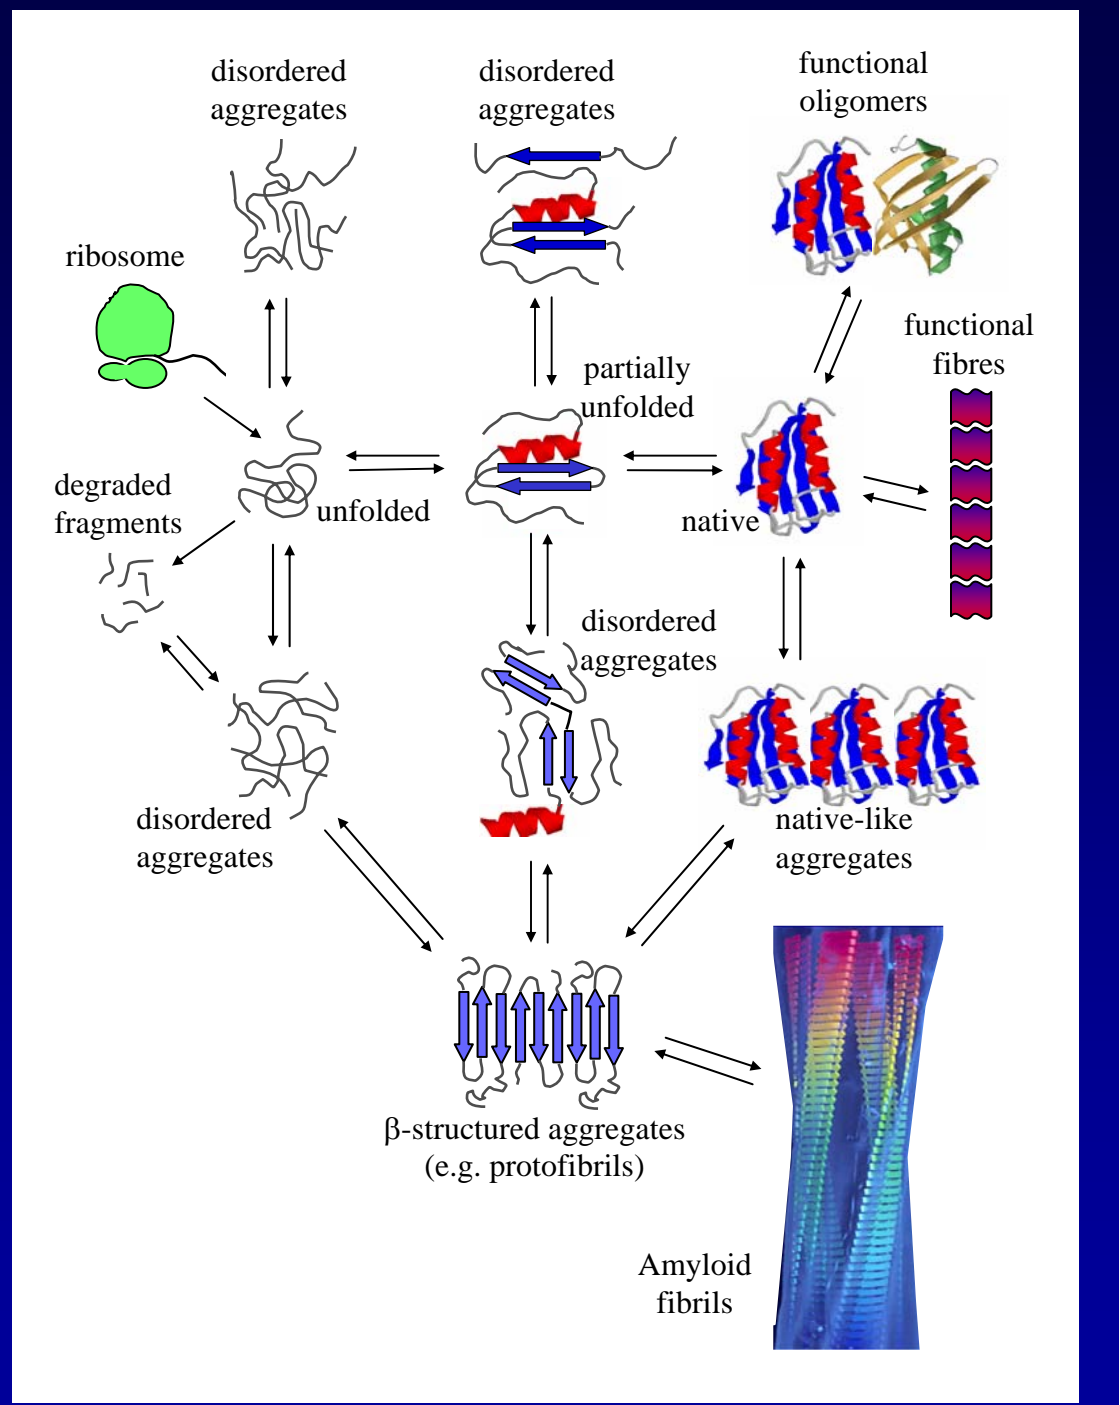 disordered
aggregates
disordered
aggregates
functional
oligomers
ribosome
functional
fibres
partially
unfolded
degraded
fragments
unfolded
native
disordered
aggregates
disordered
aggregates
native-like
aggregates
β-structured aggregates
(e.g. protofibrils)
Amyloid
fibrils